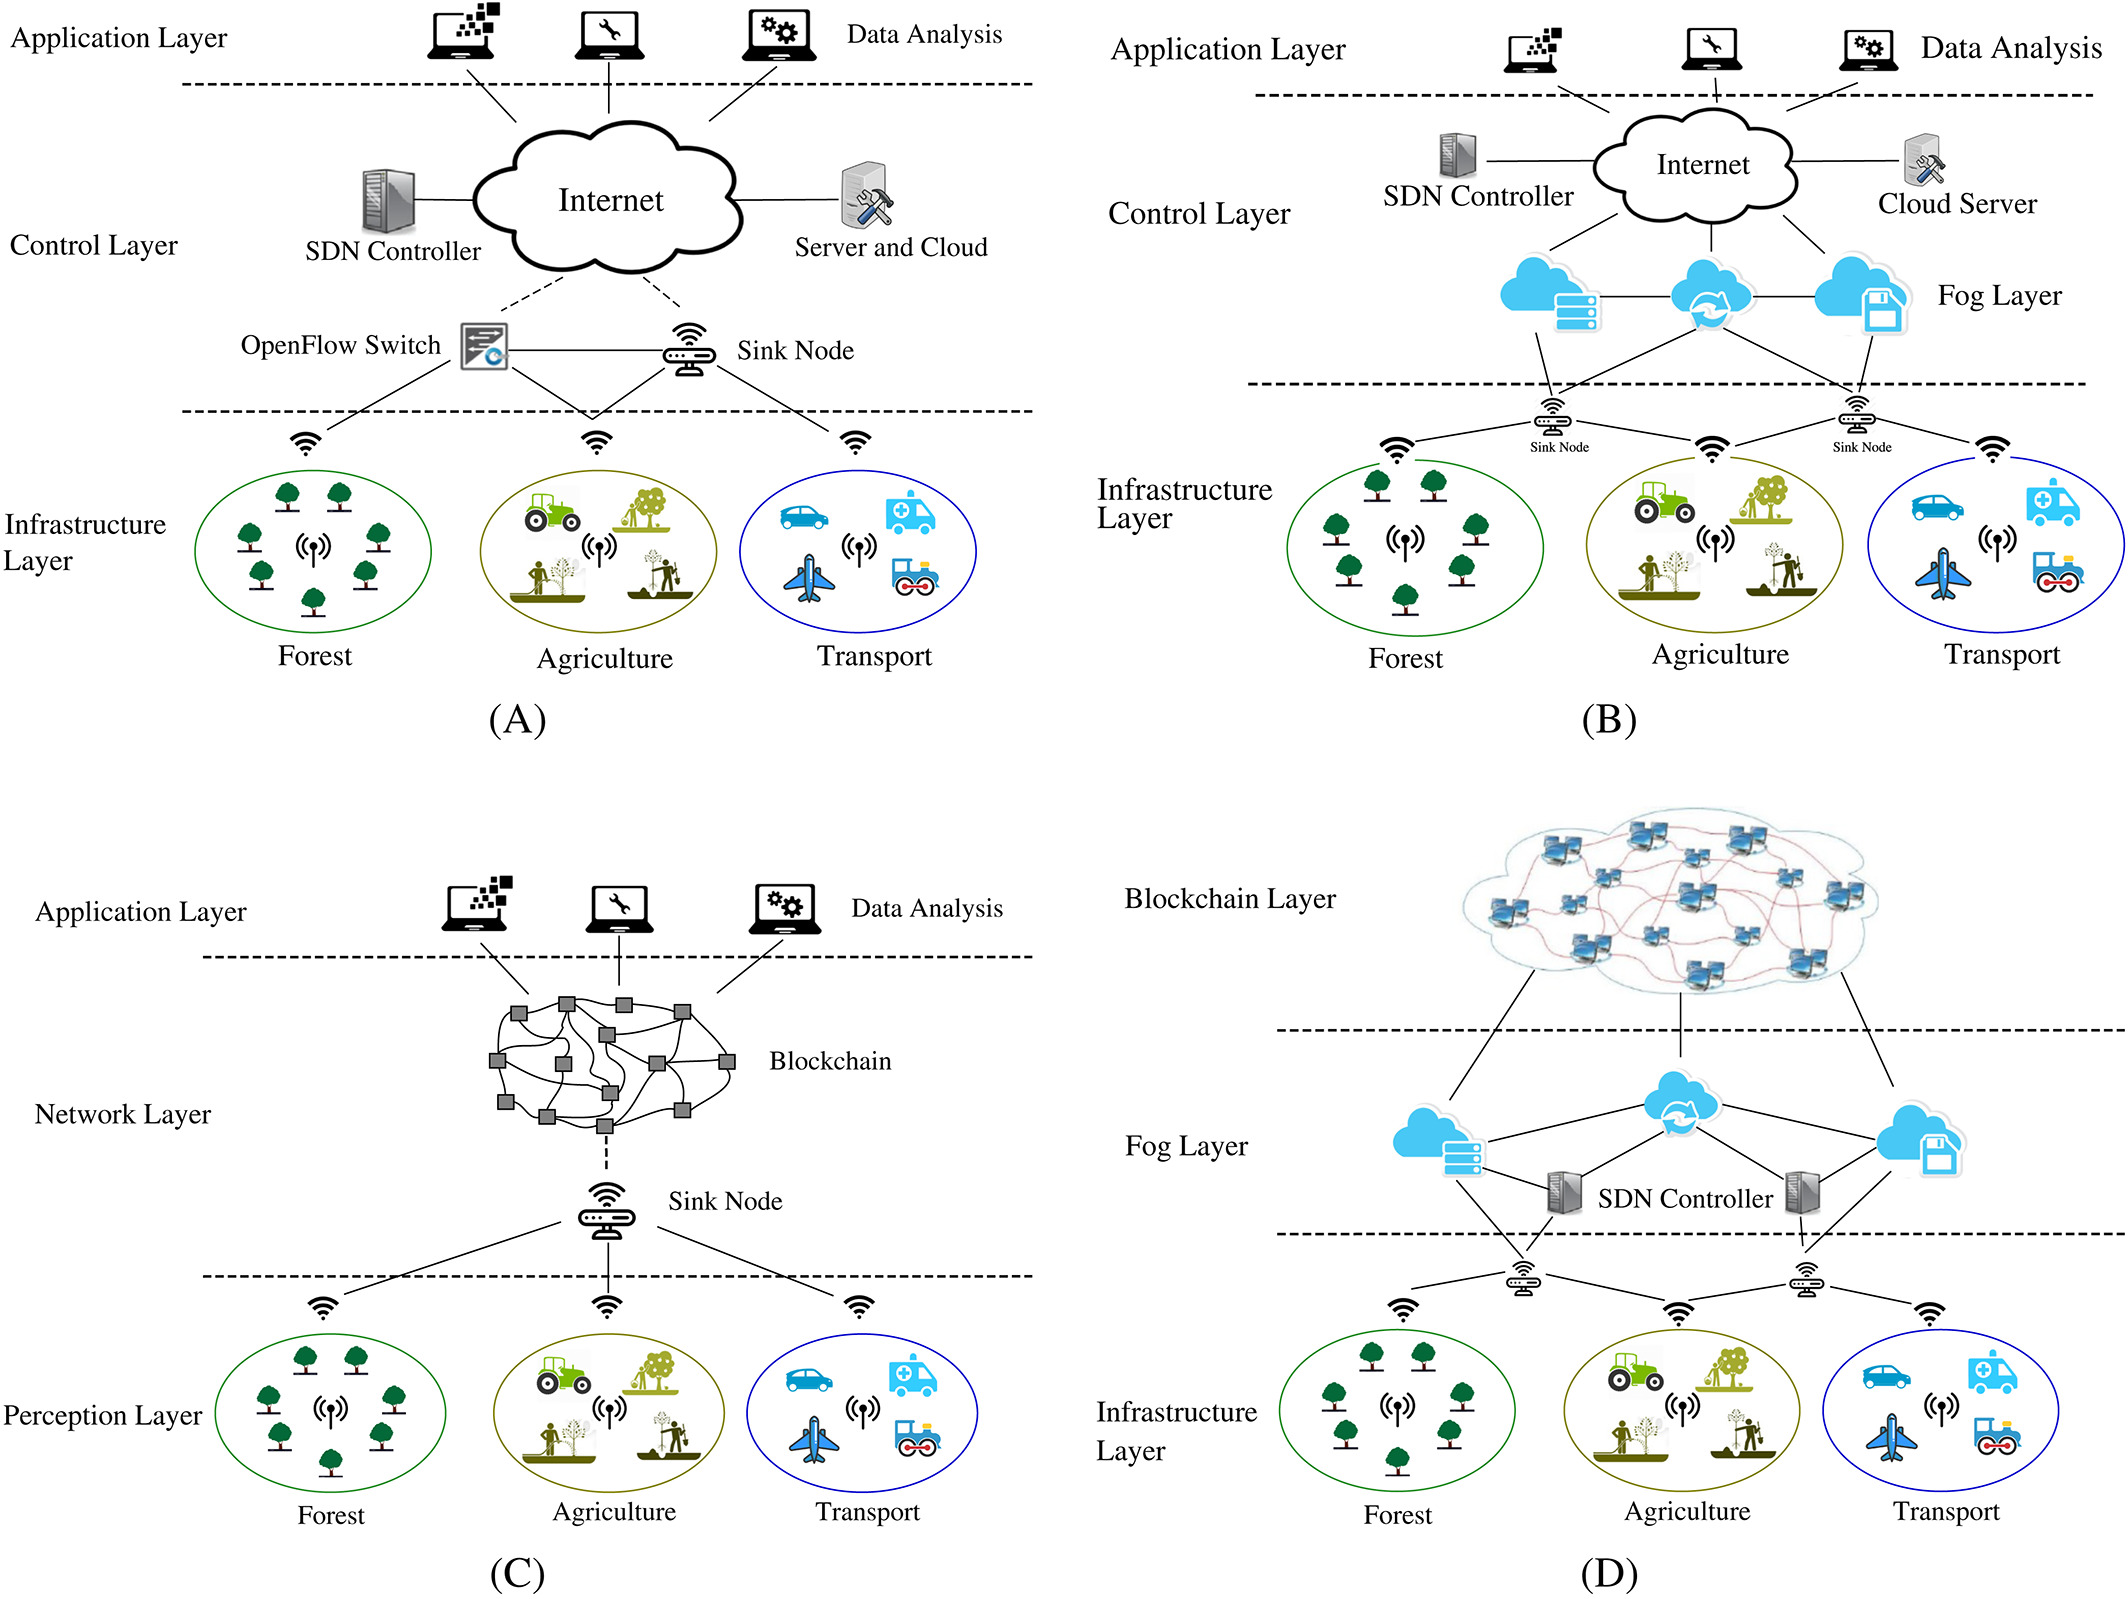 Application Layer
Data Analysis
Internet
SDN Controller
Server and Cloud
Control Layer
OpenFlow Switch
Sink Node
Infrastructure
Layer
Forest
Agriculture
Transport
(A)
Application Layer
Data Analysis
Internet
SDN Controller
Cloud Server
Control Layer
Fog Layer
Sink Node
Sink Node
Infrastructure
Layer
Forest
Agriculture
Transport
(B)
Application Layer
Data Analysis
Blockchain
Network Layer
Sink Node
Perception Layer
Forest
Agriculture
Transport
(C)
Blockchain Layer
Fog Layer
SDN Controller
Infrastructure
Layer
Forest
Agriculture
Transport
(D)